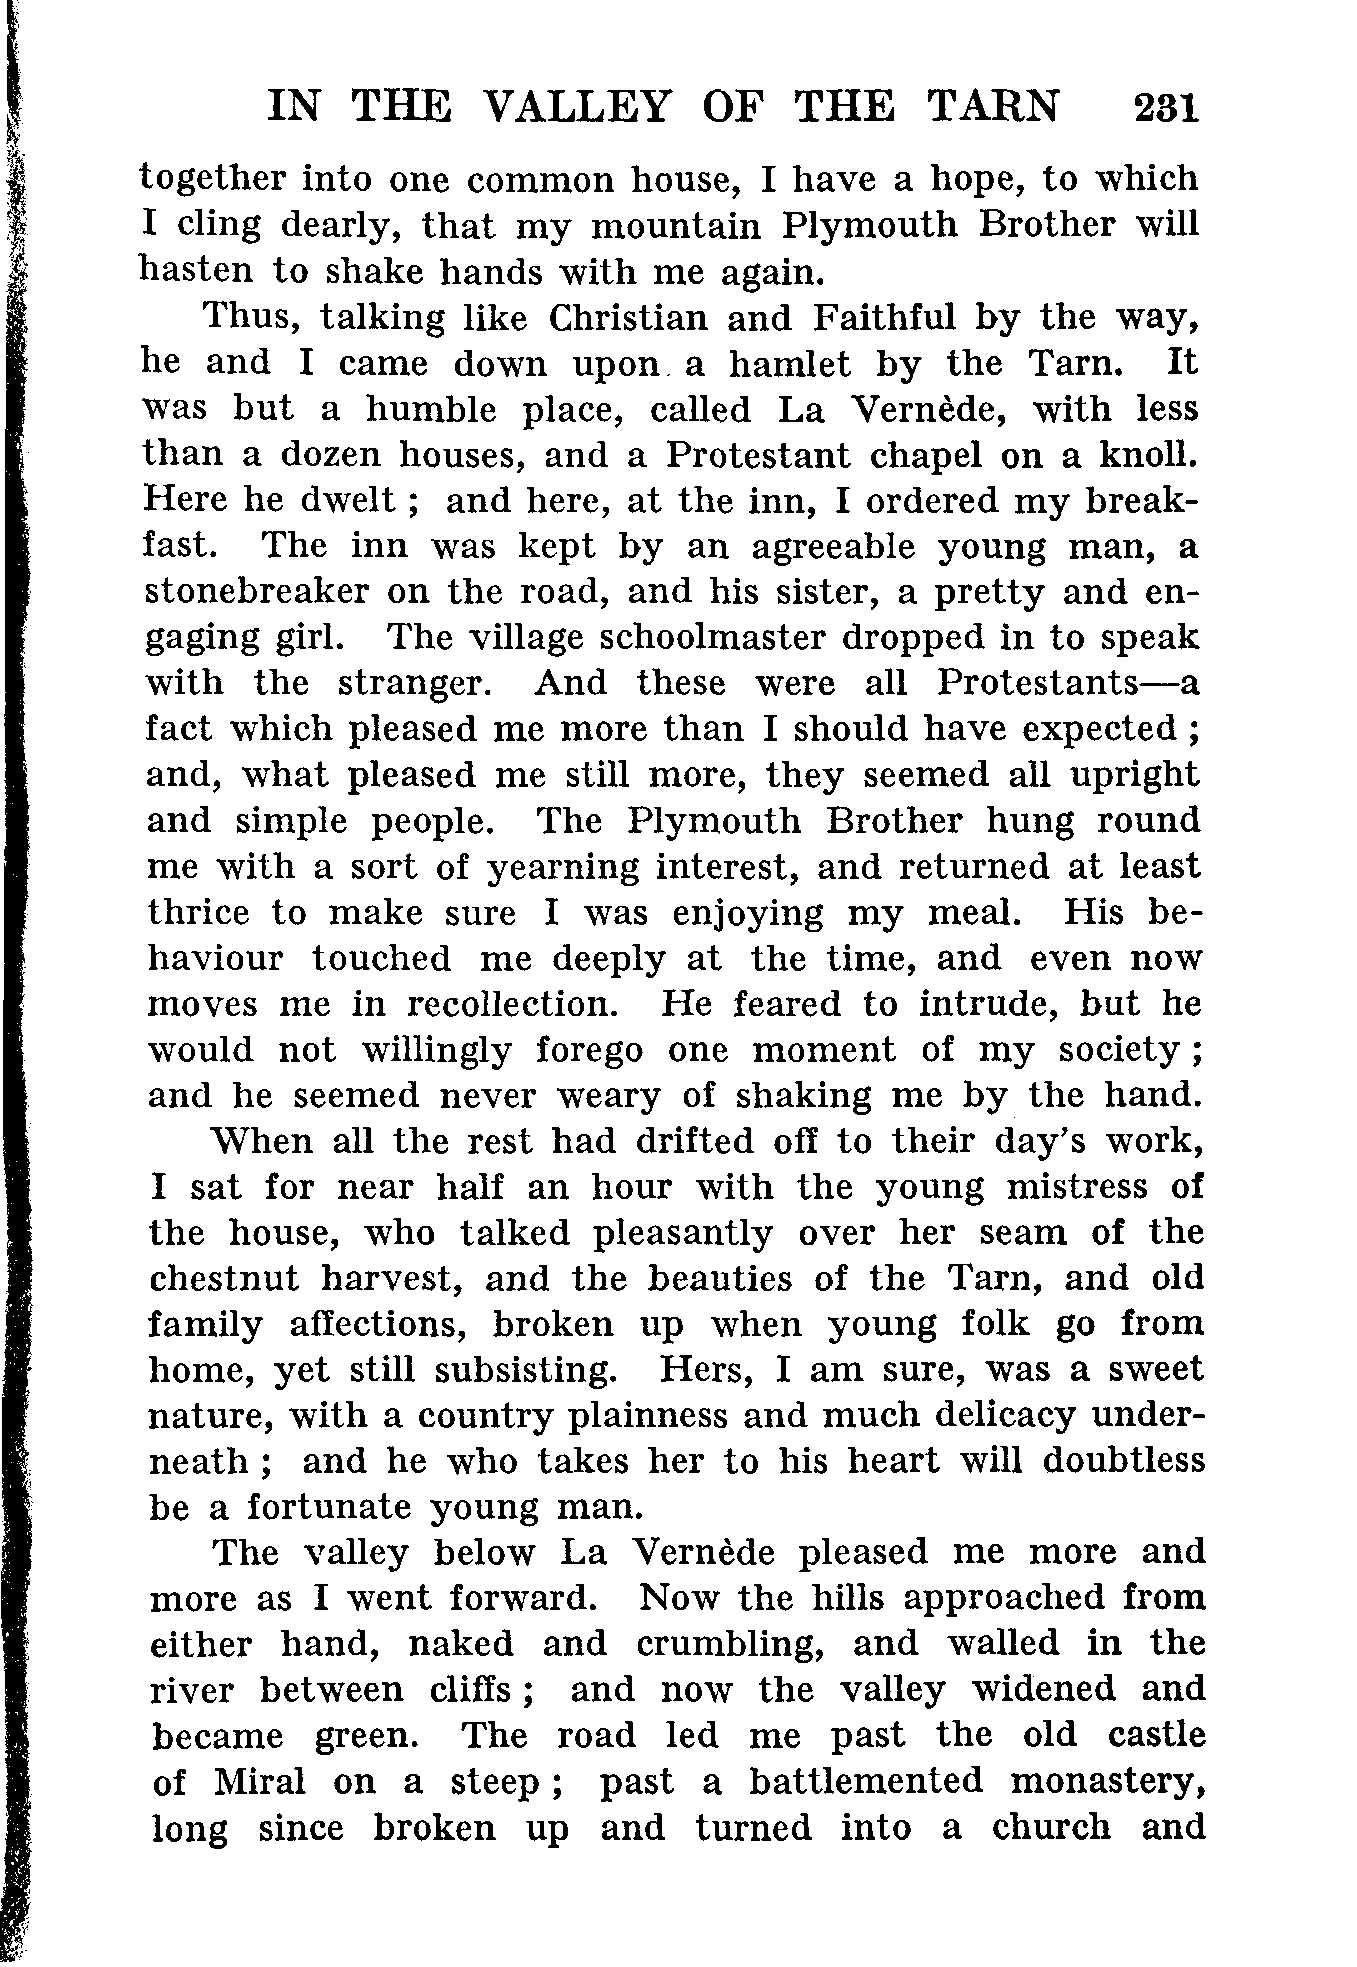 IN THE VALLEY OF THE TARN 231
together into one common house, I have a hope, to which
I cling dearly, that my mountain Plymouth Brother will
hasten to shake hands with me again.
Thus, talking like Christian and Faithful by the way,
he and I came down upon a hamlet by the Tarn. It
was but a humble place, called La Vernède, with less
than a dozen houses, and a Protestant chapel on a knoll.
Here he dwelt ; and here, at the inn, I ordered my break-
fast. The inn was kept by an agreeable young man, a
stonebreaker on the road, and his sister, a pretty and en-
gaging girl. The village schoolmaster dropped in to speak
with the stranger. And these were all Protestants—a
fact which pleased me more than I should have expected ;
and, what pleased me still more, they seemed all upright
and simple people. The Plymouth Brother hung round
me with a sort of yearning interest, and returned at least
thrice to make sure I was enjoying my meal. His be-
haviour touched me deeply at the time, and even now
moves me in recollection. He feared to intrude, but he
would not willingly forego one moment of my society ;
and he seemed never weary of shaking me by the hand.
When all the rest had drifted off to their day's work,
I sat for near half an hour with the young mistress of
the house, who talked pleasantly over her seam of the
chestnut harvest, and the beauties of the Tarn, and old
family affections, broken up when young folk go from
home, yet still subsisting. Hers, I am sure, was a sweet
nature, with a country plainness and much delicacy under-
neath ; and he who takes her to his heart will doubtless
be a fortunate young man.
The valley below La Vernède pleased me more and
more as I went forward. Now the hills approached from
either hand, naked and crumbling, and walled in the
river between cliffs ; and now the valley widened and
became green. The road led me past the old castle
of Miral on a steep ; past a battlemented monastery,
long since broken up and turned into a church and